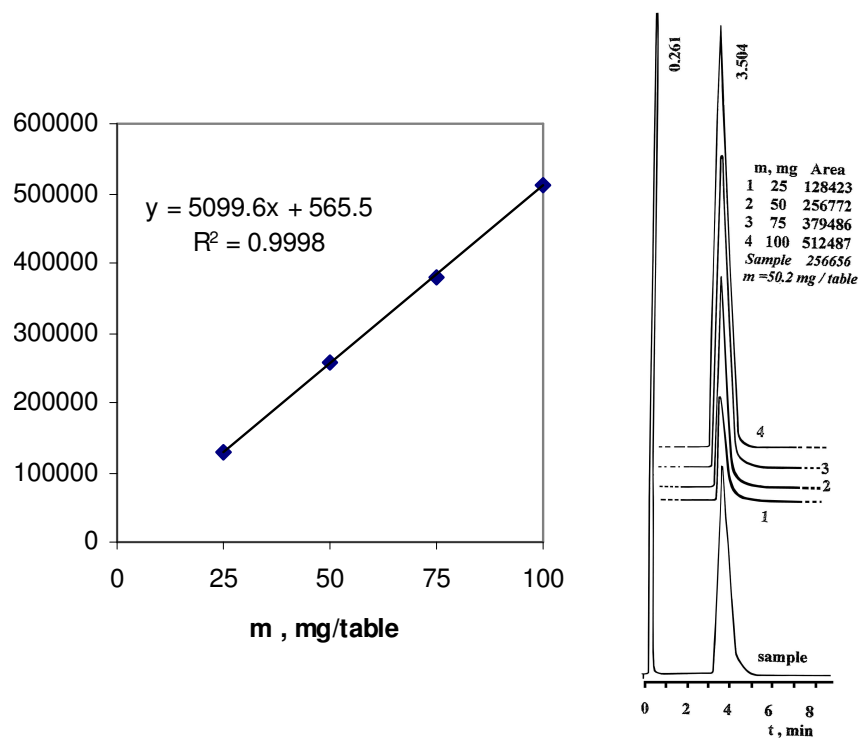 600000
500000
400000
300000
200000
100000
0
y = 5099.6x + 565.5
R² = 0.9998
0 25 50 75 100
m , mg/table
0.261
3.504
m, mg Area
1 25 128423
2 50 256772
3 75 379486
4 100 512487
Sample 256656
m =50.2 mg / table
4
3
2
1
sample
0 2 4 6 8
t , min